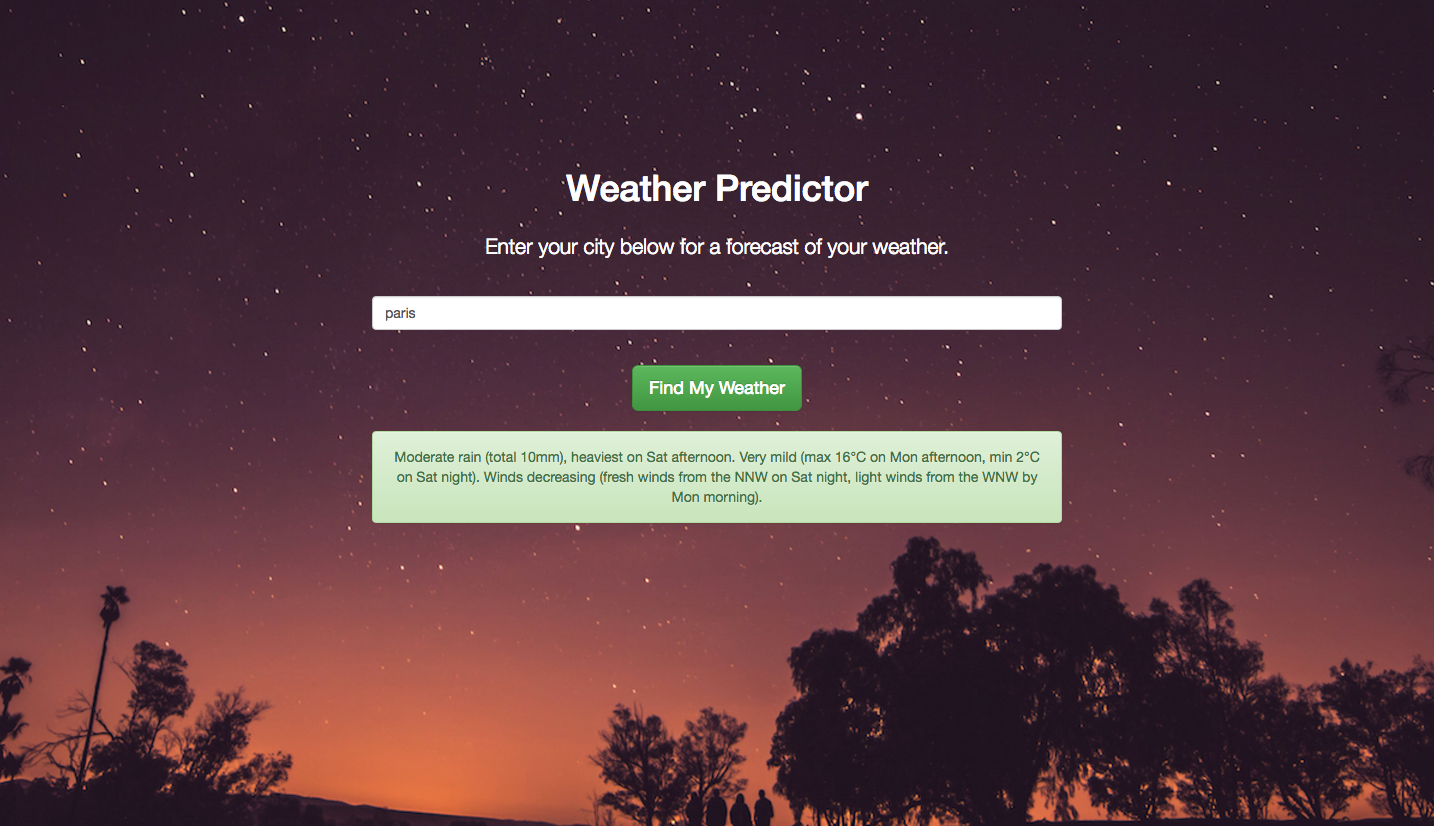 Weather Predictor
Enter your city below for a forecast of your weather.
paris
Find My Weather
Moderate rain (total 10mm), heaviest on Sat afternoon. Very mild (max 16°C on Mon afternoon, min 2°C
on Sat night). Winds decreasing (fresh winds from the NNW on Sat night, light winds from the WNW by
Mon morning).